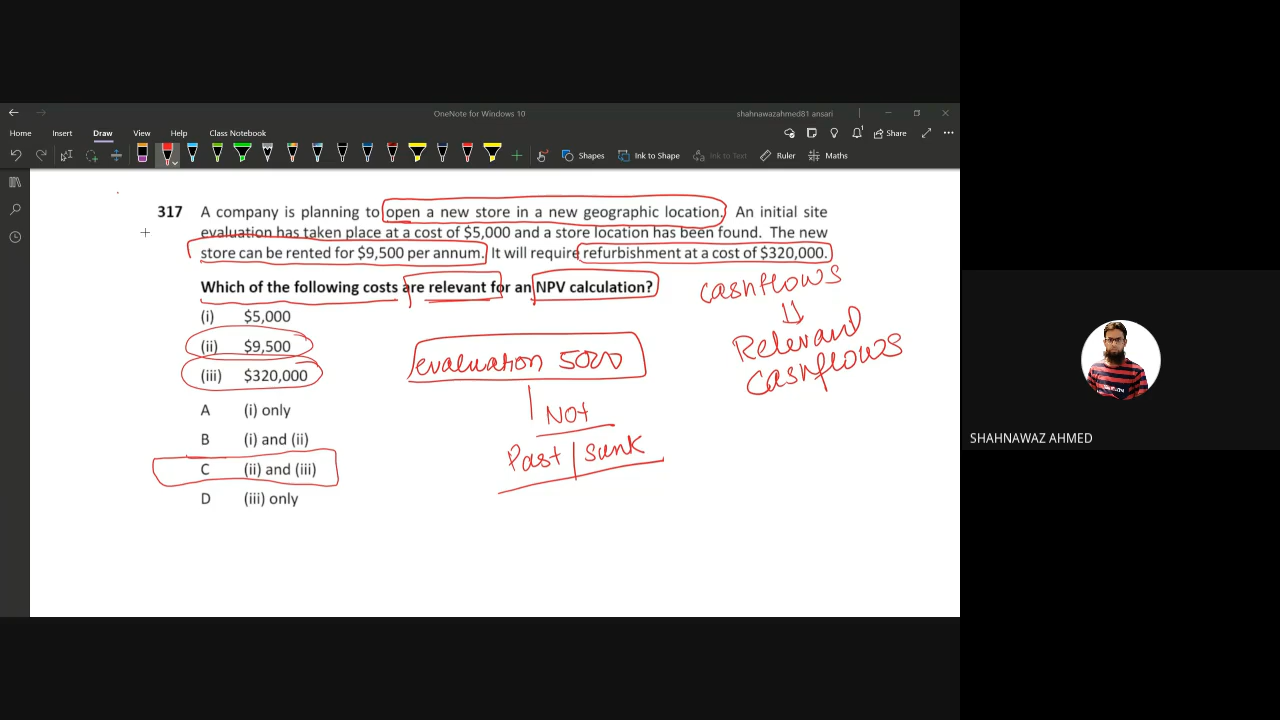 OneNote for Windows 10
shahnawazahmed81 ansari
Home Insert Draw View Help Class Notebook
Share
Shapes Ink to Shape Ink to Text Ruler Maths
317 A company is planning to open a new store in a new geographic location. An initial site
evaluation has taken place at a cost of $5,000 and a store location has been found. The new
store can be rented for $9,500 per annum. It will require refurbishment at a cost of $320,000.
Which of the following costs are relevant for an NPV calculation?
cashflows
(i) $5,000
(ii) $9,500
Relevant
(iii) $320,000
evaluation 5000
cashflows
A (i) only
Not
B (i) and (ii)
Past | Sunk
C (ii) and (iii)
D (iii) only
SHAHNAWAZ AHMED